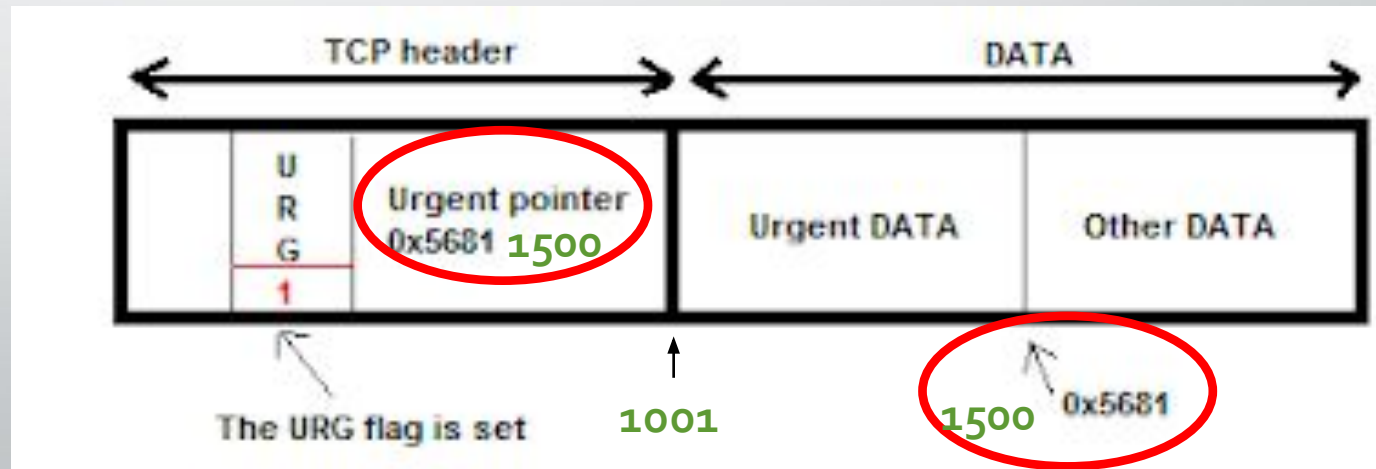 TCP header
DATA
U
R
G
1
Urgent pointer
0x5681 1500
Urgent DATA
Other DATA
The URG flag is set
1001
1500
0x5681